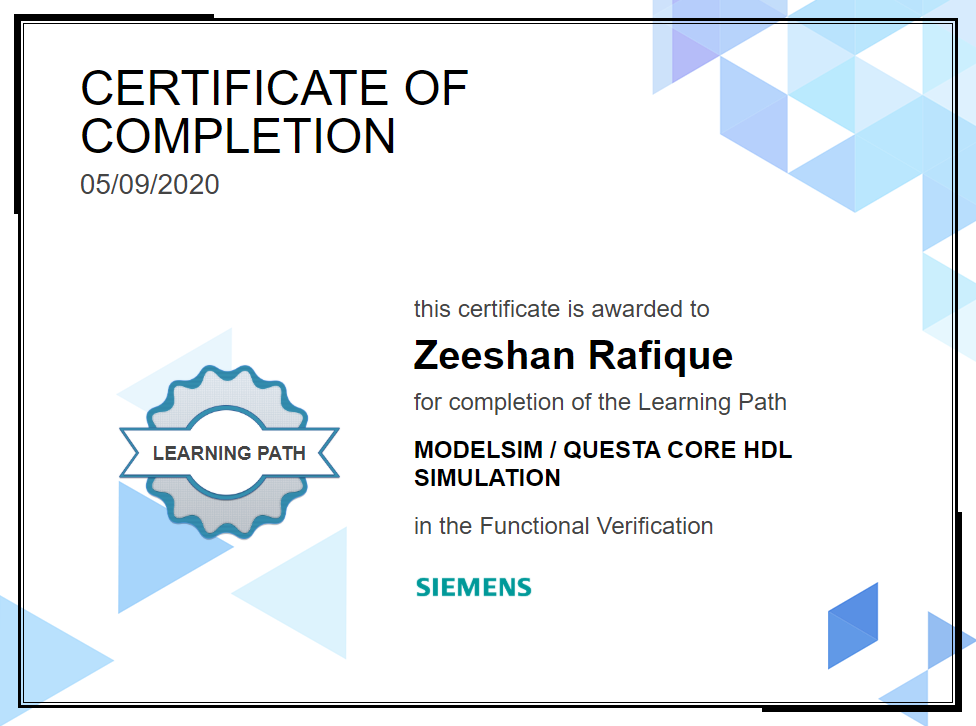 CERTIFICATE OF
COMPLETION
05/09/2020
this certificate is awarded to
Zeeshan Rafique
for completion of the Learning Path
LEARNING PATH
MODELSIM / QUESTA CORE HDL
SIMULATION
in the Functional Verification
SIEMENS